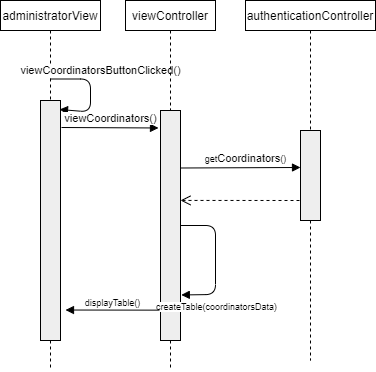 administratorView
viewController
authenticationController
viewCoordinatorsButtonClicked()
viewCoordinators()
getCoordinators()
createTable(coordinatorsData)
displayTable()